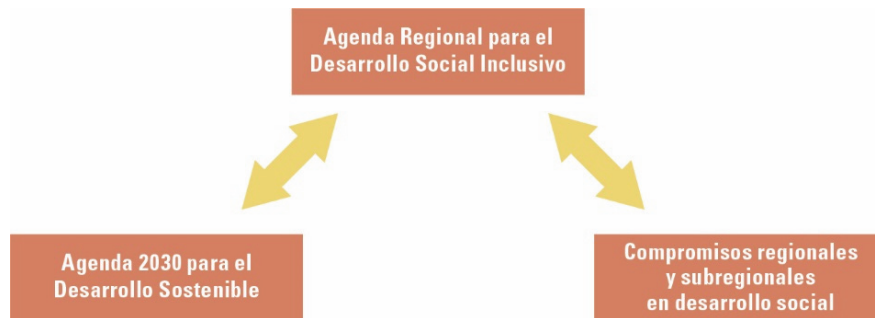 Agenda Regional para el
Desarrollo Social Inclusivo
Agenda 2030 para el
Desarrollo Sostenible
Compromisos regionales
y subregionales
en desarrollo social